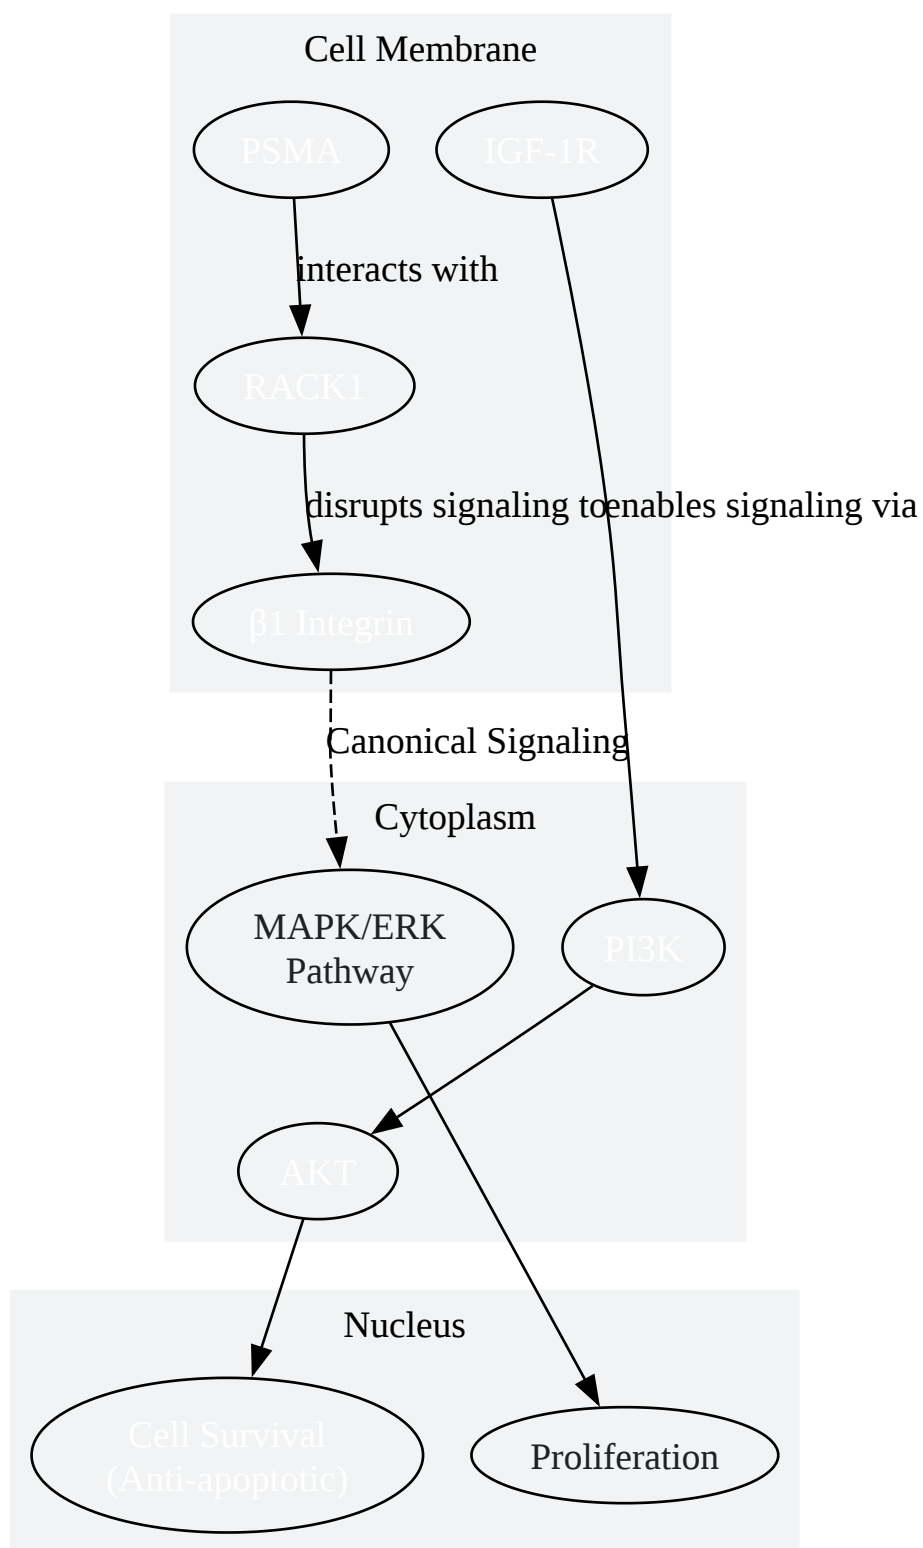 Cell Membrane
PSMA
IGF-1R
interacts with
RACK1
disrupts signaling to
enables signaling via
β1 Integrin
Canonical Signaling
Cytoplasm
MAPK/ERK
Pathway
PI3K
AKT
Nucleus
Cell Survival
(Anti-apoptotic)
Proliferation